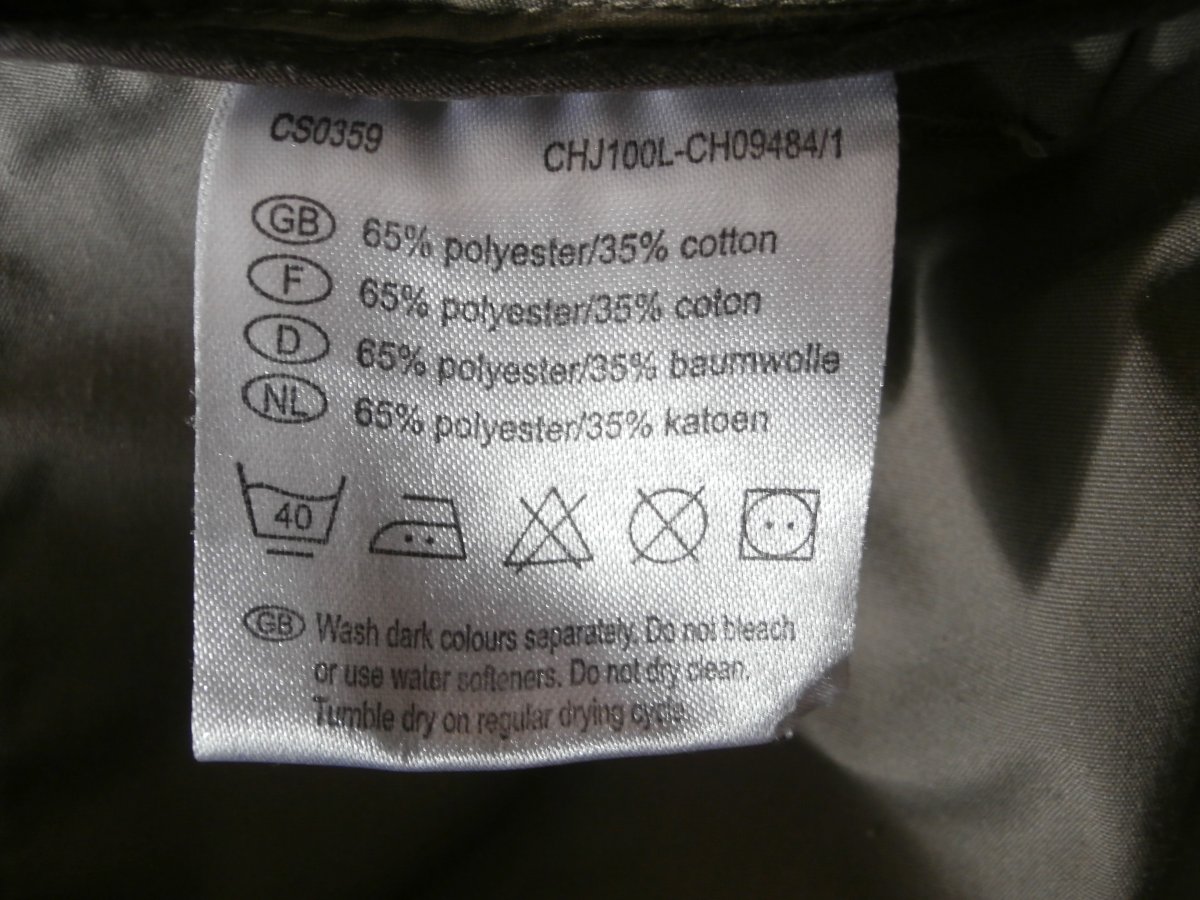 CS0359
CHJ100L-CH09484/1
GB 65% polyester/35% cotton
F 65% polyester/35% coton
D 65% polyester/35% baumwolle
NL 65% polyester/35% katoen
40
GB Wash dark colours separately. Do not bleach
or use water softeners. Do not dry clean.
Tumble dry on regular drying cycle